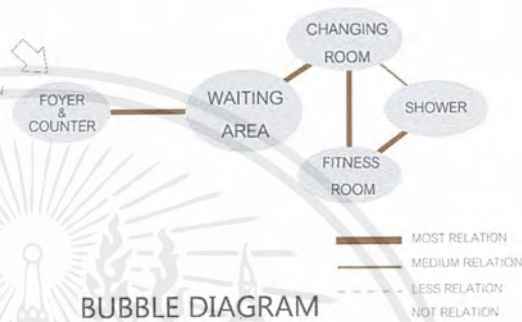 CHANGING
ROOM
FOYER
&
COUNTER
WAITING
AREA
SHOWER
FITNESS
ROOM
MOST RELATION
MEDIUM RELATION
LESS RELATION
NOT RELATION
BUBBLE DIAGRAM